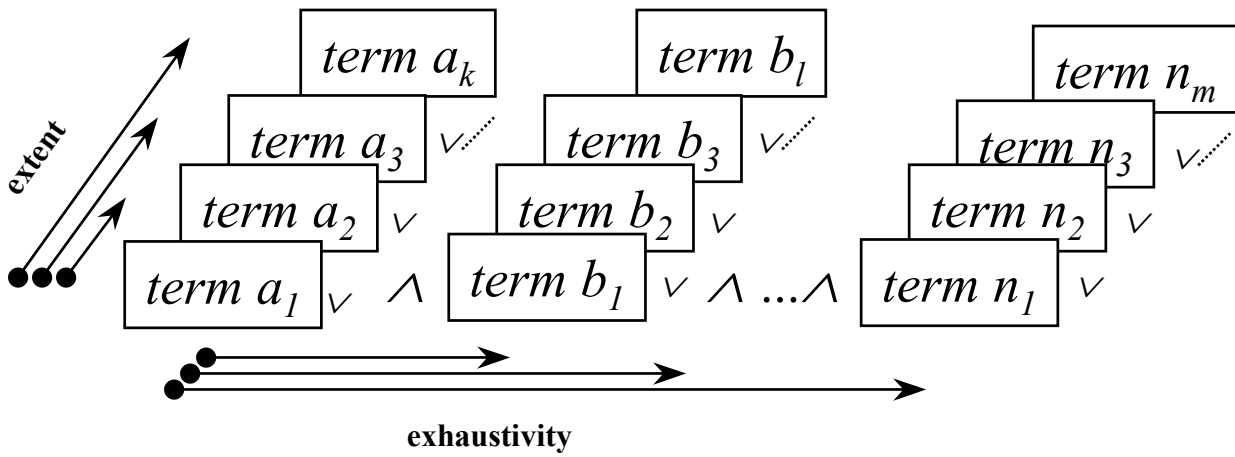 term a_k term b_l term n_m
term a_3 ∨ term b_3 ∨ term n_3 ∨
extent
term a_2 ∨ term b_2 ∨ term n_2 ∨
term a_1 ∨ ∧ term b_1 ∨ ∧ ...∧ term n_1 ∨
exhaustivity